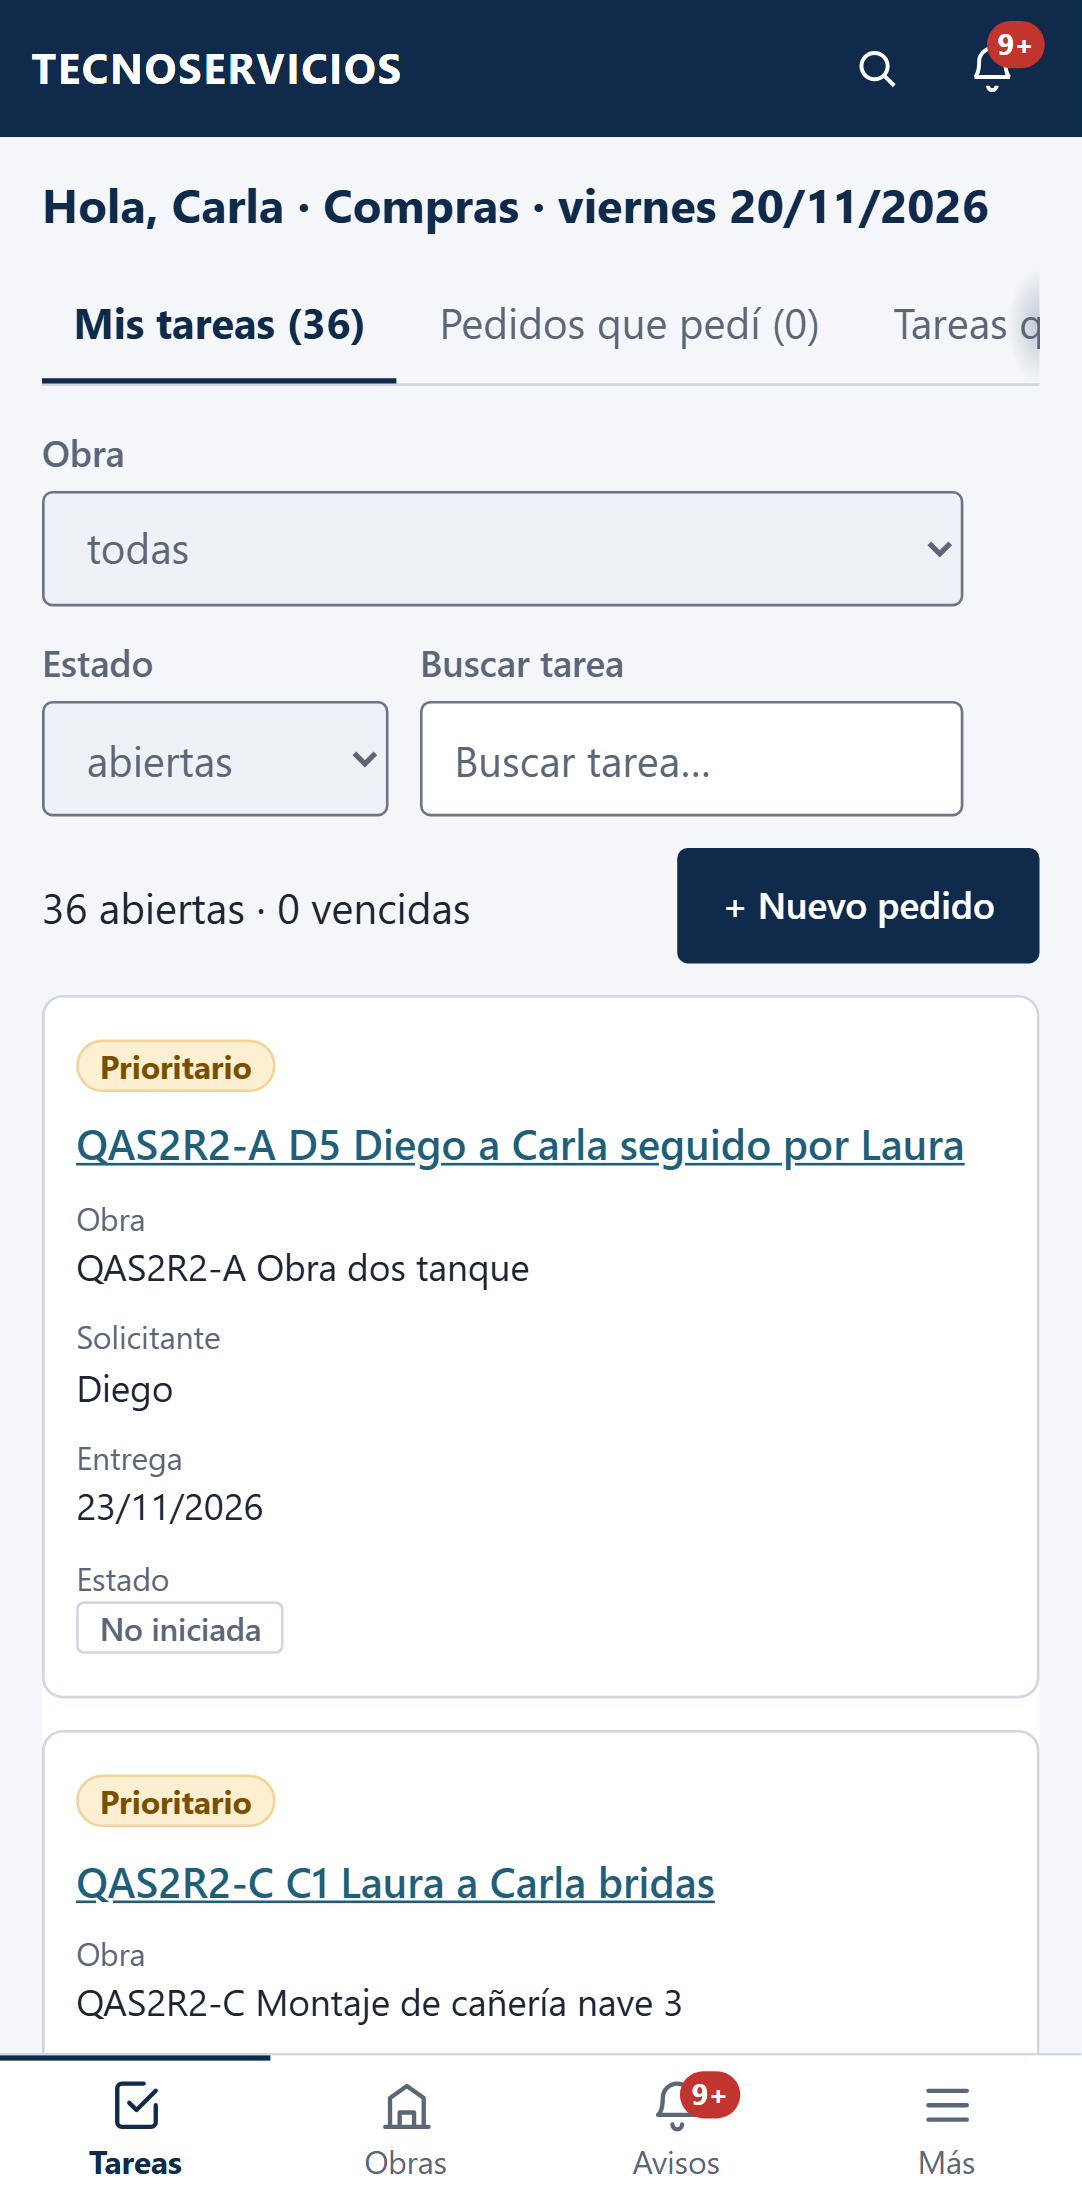 TECNOSERVICIOS
9+
Hola, Carla · Compras · viernes 20/11/2026
Mis tareas (36)
Pedidos que pedí (0)
Tareas q
Obra
todas
Estado
Buscar tarea
abiertas
Buscar tarea...
36 abiertas · 0 vencidas
+ Nuevo pedido
Prioritario
QAS2R2-A D5 Diego a Carla seguido por Laura
Obra
QAS2R2-A Obra dos tanque
Solicitante
Diego
Entrega
23/11/2026
Estado
No iniciada
Prioritario
QAS2R2-C C1 Laura a Carla bridas
Obra
QAS2R2-C Montaje de cañería nave 3
9+
Tareas
Obras
Avisos
Más